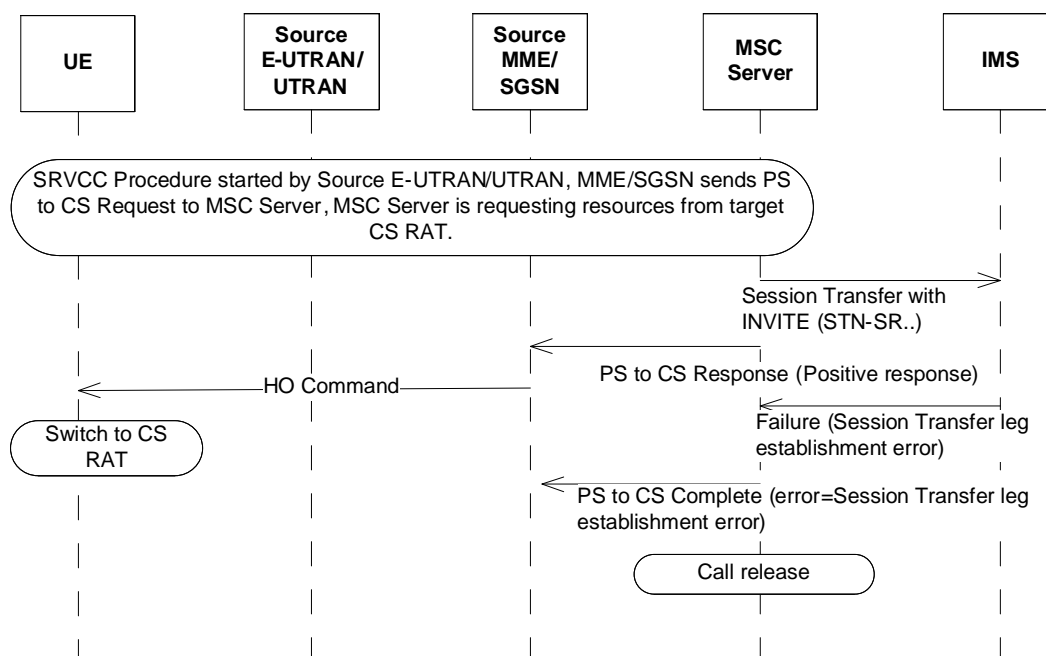 UE
Source
E-UTRAN/
UTRAN
Source
MME/
SGSN
MSC
Server
IMS
SRVCC Procedure started by Source E-UTRAN/UTRAN, MME/SGSN sends PS
to CS Request to MSC Server, MSC Server is requesting resources from target
CS RAT.
Session Transfer with
INVITE (STN-SR..)
PS to CS Response (Positive response)
HO Command
Failure (Session Transfer leg
establishment error)
Switch to CS
RAT
PS to CS Complete (error=Session Transfer leg
establishment error)
Call release